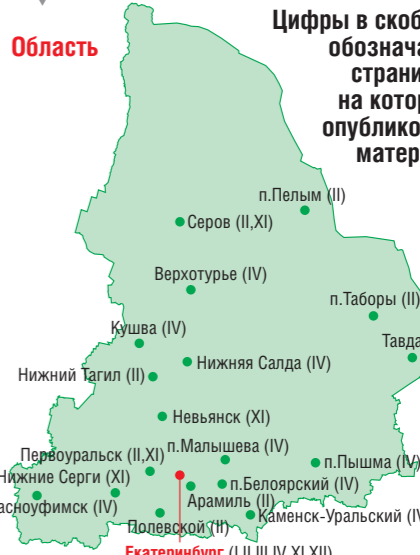 Область
Цифры в скоб
обознача
страни
на котор
опублико
матер
п.Пелым (II)
Серов (II,XI)
Верхотурье (IV)
п.Таборы (II)
Кушва (IV)
Тавда
Нижняя Салда (IV)
Нижний Тагил (II)
Невьянск (XI)
п.Малышева (IV)
Первоуральск (II,XI)
п.Пышма (IV)
Нижние Серги (XI)
п.Белоярский (IV)
Арамиль (II)
асноуфимск (IV)
Полевской (II)
Каменск-Уральский (IV
Екатеринбург